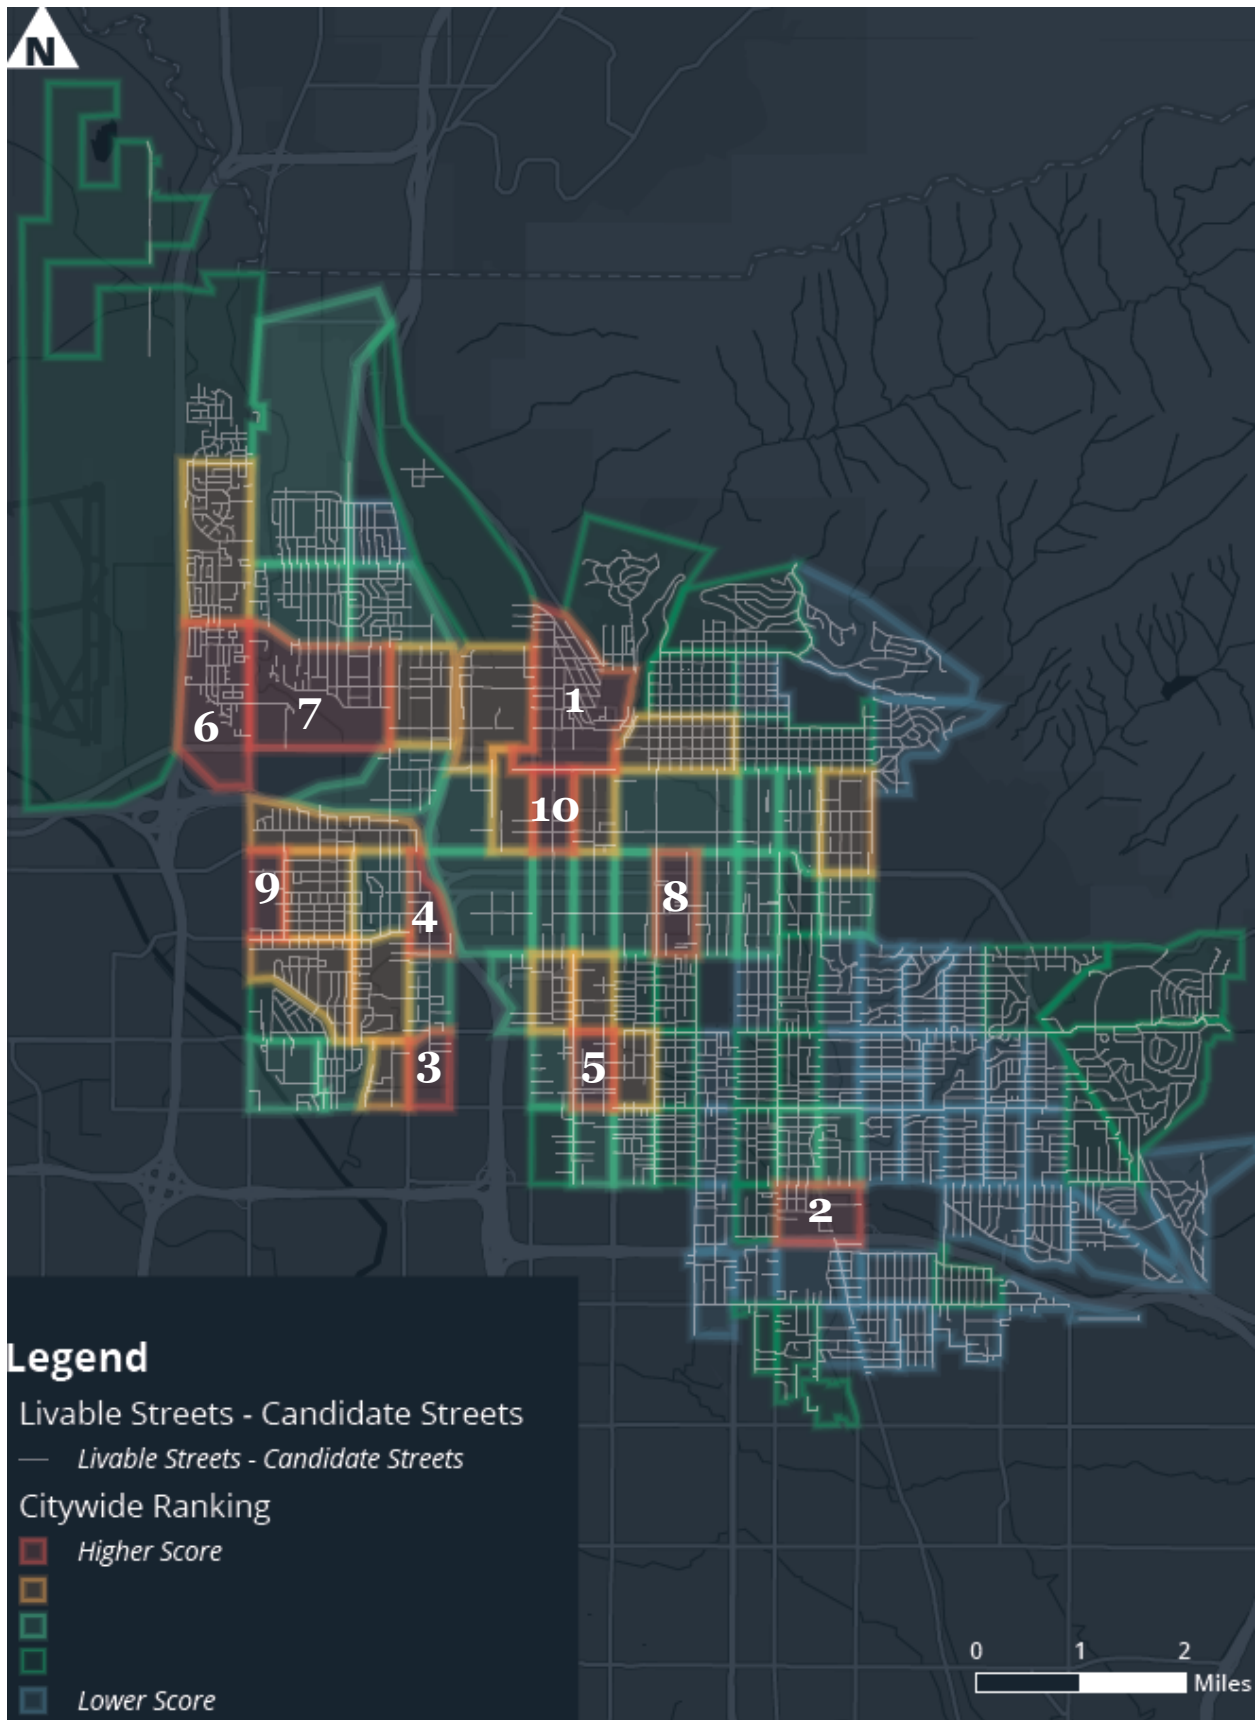 N
1
7
6
10
9
8
4
3
5
2
Legend
Livable Streets - Candidate Streets
Livable Streets - Candidate Streets
Citywide Ranking
Higher Score
Lower Score
0 1 2
Miles